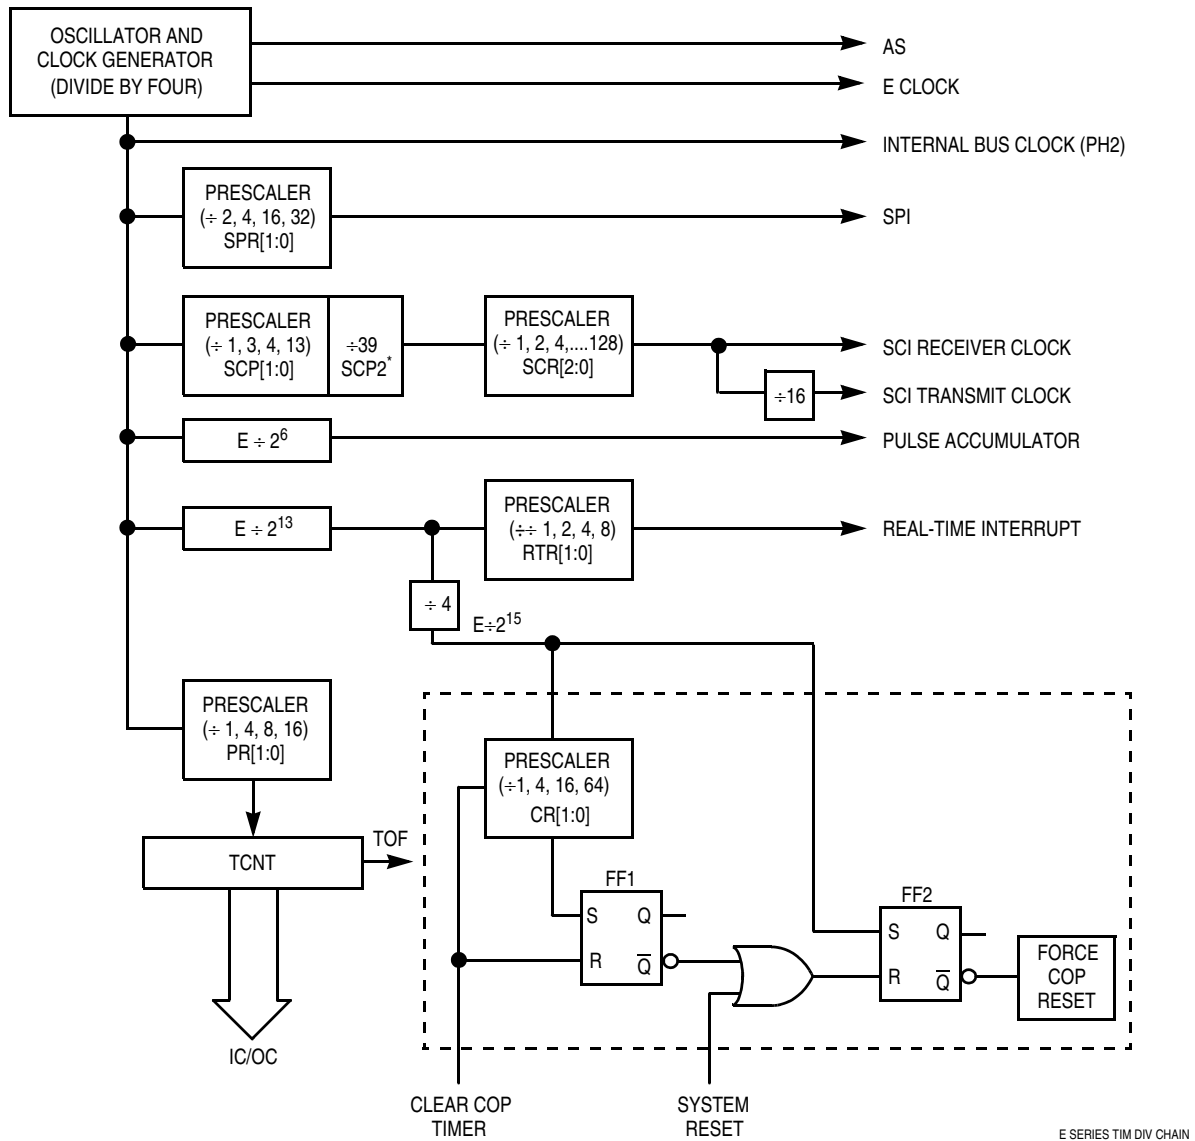 OSCILLATOR AND
CLOCK GENERATOR
(DIVIDE BY FOUR)
AS
E CLOCK
INTERNAL BUS CLOCK (PH2)
PRESCALER
(÷ 2, 4, 16, 32)
SPR[1:0]
SPI
PRESCALER
(÷ 1, 3, 4, 13)
SCP[1:0]
÷39
SCP2*
PRESCALER
(÷ 1, 2, 4,....128)
SCR[2:0]
SCI RECEIVER CLOCK
÷16
SCI TRANSMIT CLOCK
E ÷ 2⁶
PULSE ACCUMULATOR
E ÷ 2¹³
PRESCALER
(÷÷ 1, 2, 4, 8)
RTR[1:0]
REAL-TIME INTERRUPT
÷ 4
E÷2¹⁵
PRESCALER
(÷ 1, 4, 8, 16)
PR[1:0]
PRESCALER
(÷1, 4, 16, 64)
CR[1:0]
TCNT
TOF
FF1
S Q
R Q̅
FF2
S Q
R Q̅
FORCE
COP
RESET
IC/OC
CLEAR COP
TIMER
SYSTEM
RESET
E SERIES TIM DIV CHAIN